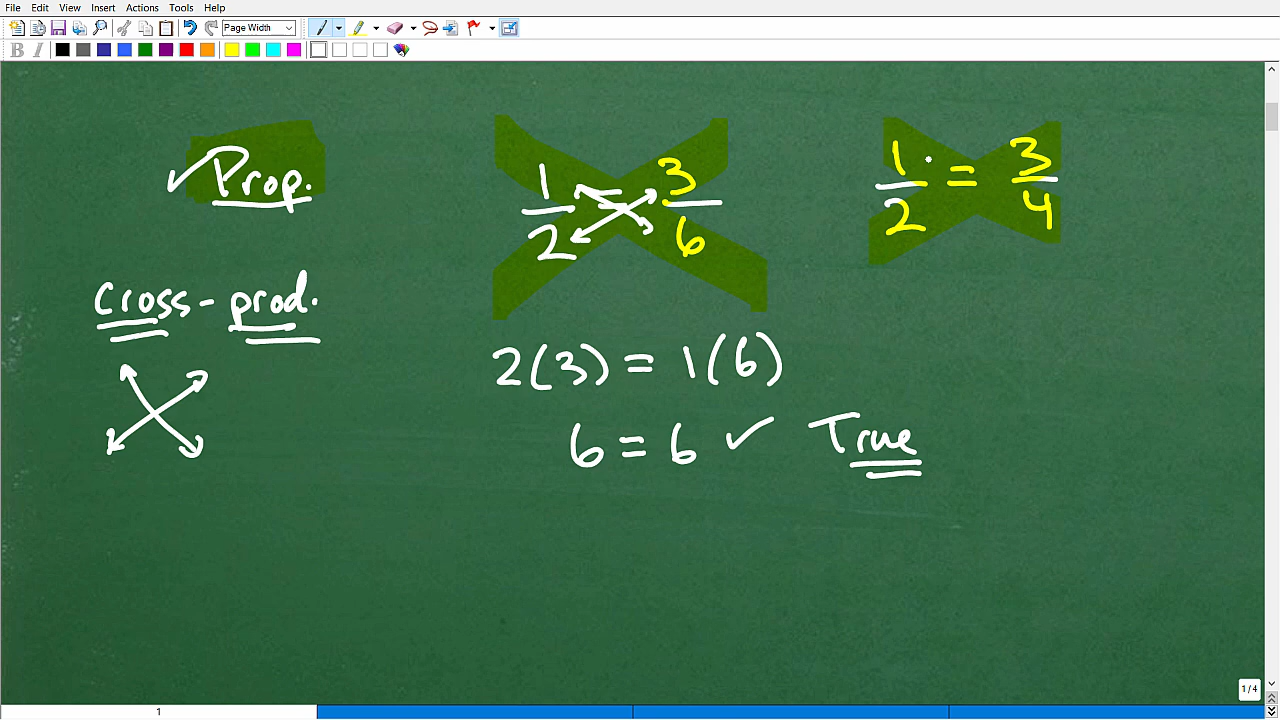 File Edit View Insert Actions Tools Help
Page Width
B I
Prop.
1/2 = 3/6
1/2 = 3/4
cross-prod.
2(3) = 1(6)
6 = 6 ✓ True
1/4
1